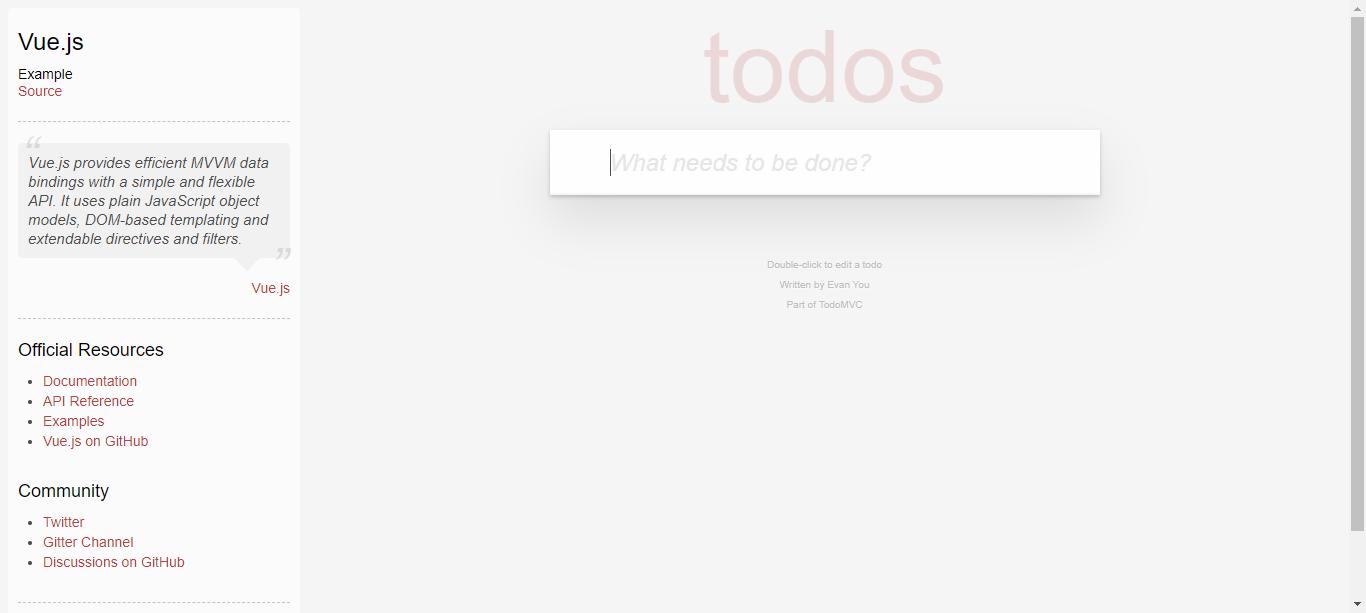 Vue.js
Example
Source
“
Vue.js provides efficient MVVM data
bindings with a simple and flexible
API. It uses plain JavaScript object
models, DOM-based templating and
extendable directives and filters.
”
Vue.js
Official Resources
Documentation
API Reference
Examples
Vue.js on GitHub
Community
Twitter
Gitter Channel
Discussions on GitHub
todos
What needs to be done?
Double-click to edit a todo
Written by Evan You
Part of TodoMVC